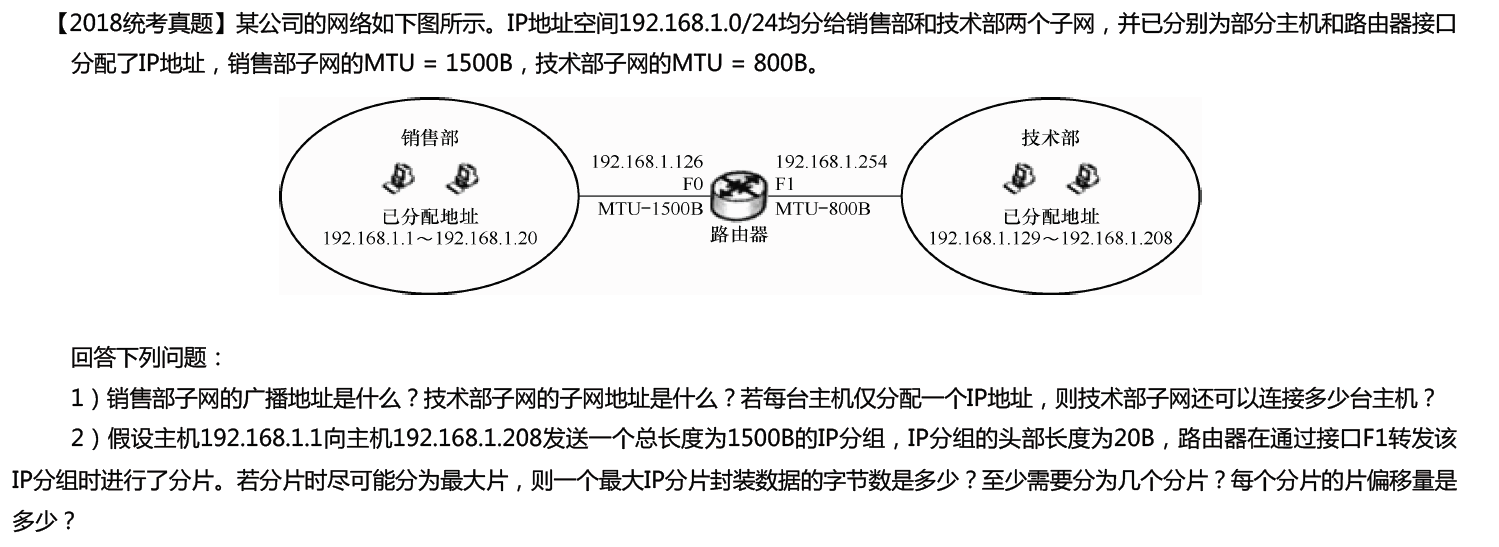 【2018统考真题】某公司的网络如下图所示。IP地址空间192.168.1.0/24均分给销售部和技术部两个子网，并已分别为部分主机和路由器接口
分配了IP地址，销售部子网的MTU = 1500B，技术部子网的MTU = 800B。
销售部
技术部
192.168.1.126
192.168.1.254
F0
F1
MTU-1500B
MTU-800B
路由器
已分配地址
192.168.1.1～192.168.1.20
已分配地址
192.168.1.129～192.168.1.208
回答下列问题：
1）销售部子网的广播地址是什么？技术部子网的子网地址是什么？若每台主机仅分配一个IP地址，则技术部子网还可以连接多少台主机？
2）假设主机192.168.1.1向主机192.168.1.208发送一个总长度为1500B的IP分组，IP分组的头部长度为20B，路由器在通过接口F1转发该
IP分组时进行了分片。若分片时尽可能分为最大片，则一个最大IP分片封装数据的字节数是多少？至少需要分为几个分片？每个分片的片偏移量是
多少？